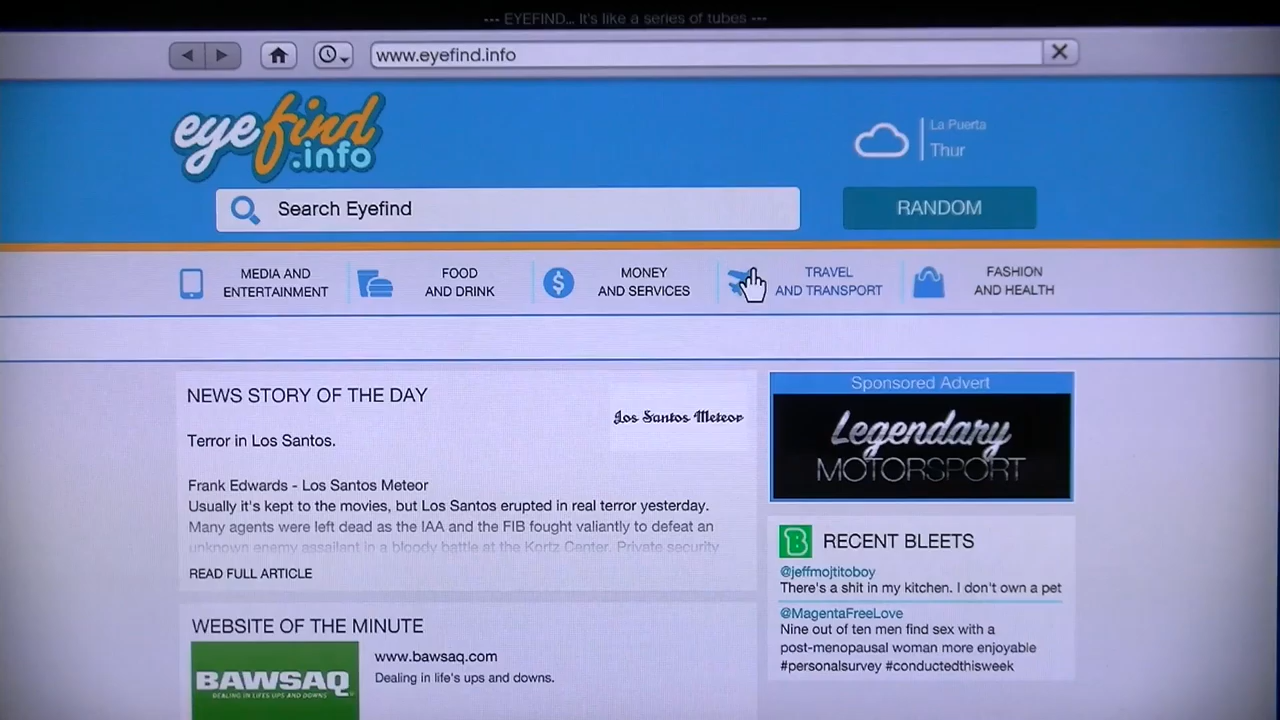 --- EYEFIND... It's like a series of tubes ---
www.eyefind.info
eyefind
.info
La Puerta
Thur
Search Eyefind
RANDOM
MEDIA AND
ENTERTAINMENT
FOOD
AND DRINK
MONEY
AND SERVICES
TRAVEL
AND TRANSPORT
FASHION
AND HEALTH
NEWS STORY OF THE DAY
Los Santos Meteor
Terror in Los Santos.
Frank Edwards - Los Santos Meteor
Usually it's kept to the movies, but Los Santos erupted in real terror yesterday.
Many agents were left dead as the IAA and the FIB fought valiantly to defeat an
unknown enemy assailant in a bloody battle at the Kortz Center. Private security
READ FULL ARTICLE
WEBSITE OF THE MINUTE
BAWSAQ
DEALING IN LIFE'S UPS AND DOWNS
www.bawsaq.com
Dealing in life's ups and downs.
Sponsored Advert
Legendary
MOTORSPORT
B
RECENT BLEETS
@jeffmojtitoboy
There's a shit in my kitchen. I don't own a pet
@MagentaFreeLove
Nine out of ten men find sex with a
post-menopausal woman more enjoyable
#personalsurvey #conductedthisweek